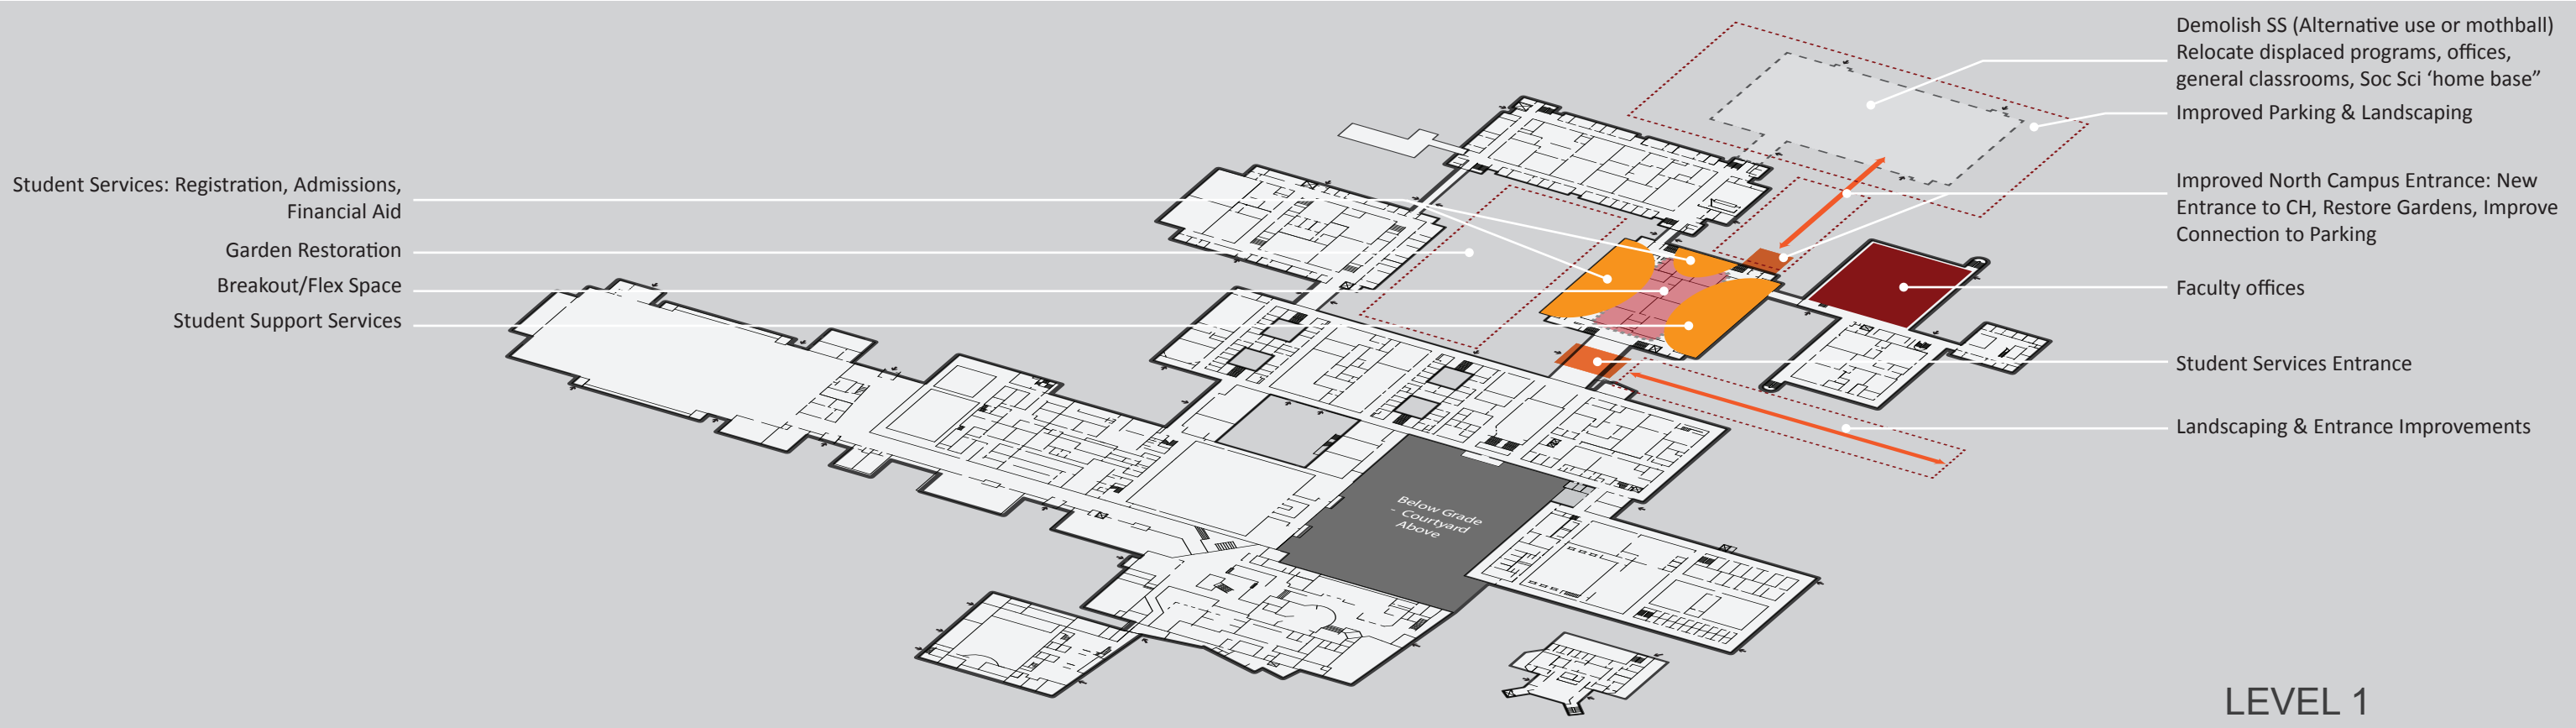 Demolish SS (Alternative use or mothball)
Relocate displaced programs, offices,
general classrooms, Soc Sci ‘home base”
Improved Parking & Landscaping
Student Services: Registration, Admissions,
Financial Aid
Improved North Campus Entrance: New
Entrance to CH, Restore Gardens, Improve
Connection to Parking
Garden Restoration
Breakout/Flex Space
Faculty offices
Student Support Services
Student Services Entrance
Landscaping & Entrance Improvements
Below Grade
- Courtyard
Above
LEVEL 1